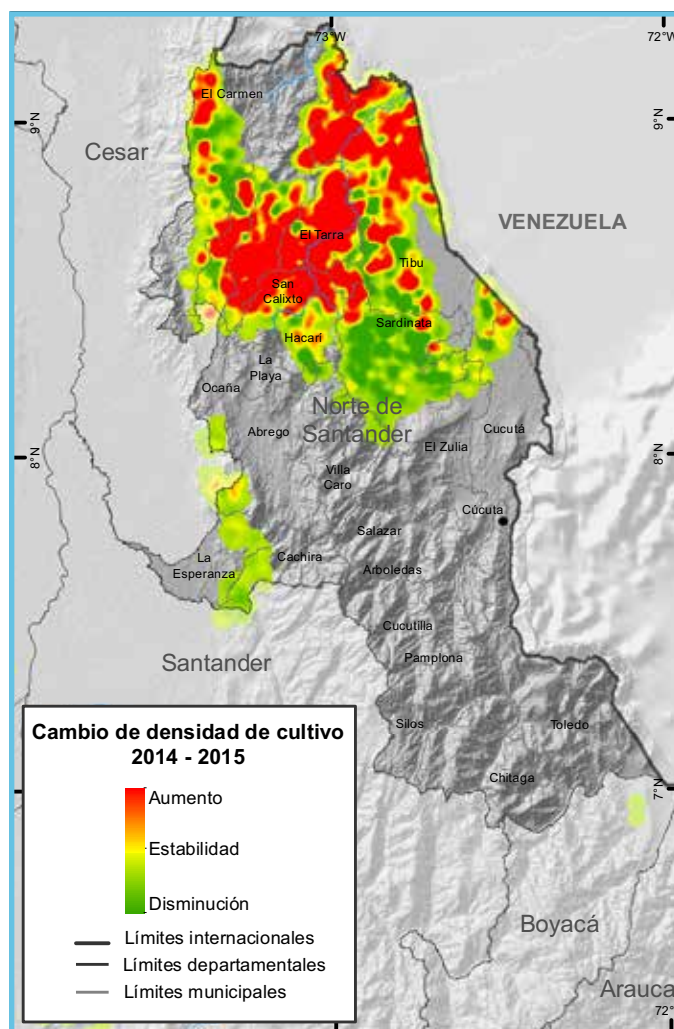 73°W
72°W
El Carmen
9°N
9°N
Cesar
VENEZUELA
El Tarra
Tibu
San
Calixto
Sardinata
Hacarí
La
Playa
Ocaña
Norte de
Santander
Abrego
El Zulia
Cucutá
8°N
8°N
Villa
Caro
Cúcuta
Salazar
La
Esperanza
Cachira
Arboledas
Cucutilla
Santander
Pamplona
Silos
Toledo
Chitaga
7°N
Cambio de densidad de cultivo
2014 - 2015
Aumento
Estabilidad
Disminución
Límites internacionales
Límites departamentales
Límites municipales
Boyacá
Arauca
72°W